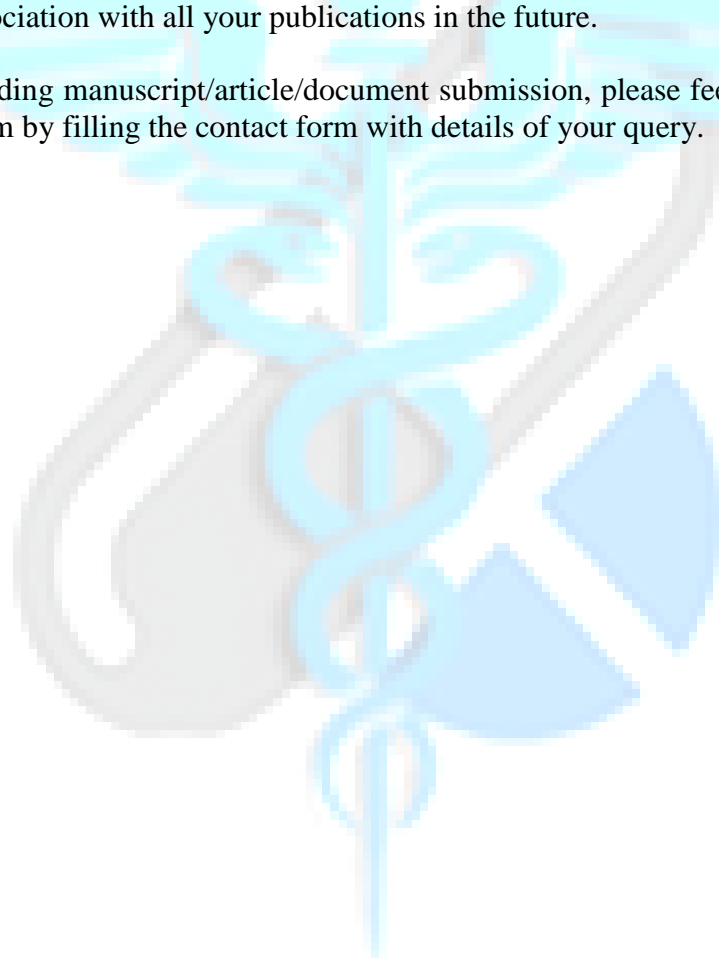 ociation with all your publications in the future.
ding manuscript/article/document submission, please fee
m by filling the contact form with details of your query.